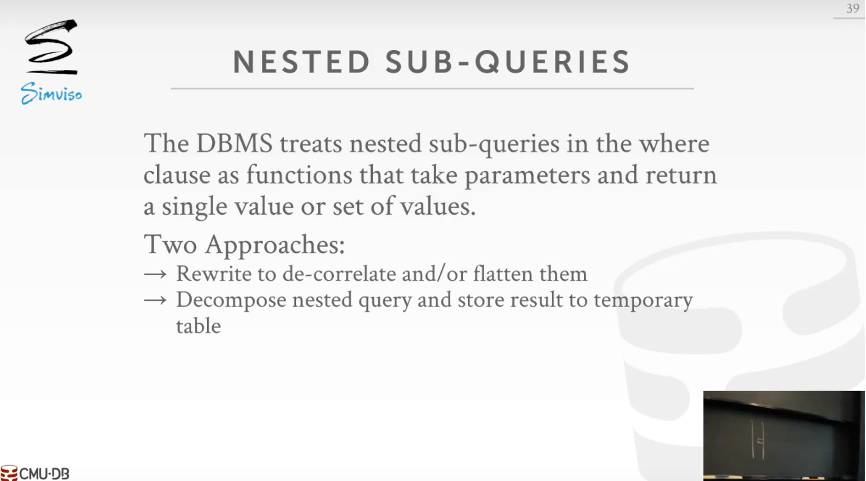 39
Simviso
NESTED SUB-QUERIES
The DBMS treats nested sub-queries in the where
clause as functions that take parameters and return
a single value or set of values.
Two Approaches:
→ Rewrite to de-correlate and/or flatten them
→ Decompose nested query and store result to temporary
table
CMU·DB